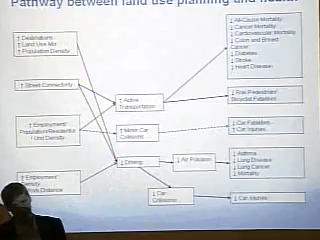 Pathway between land use planning and health
↑ Destinations
↑ Land Use Mix
↑ Population Density
↑ Street Connectivity
↑ Employment/
Population/Residential
Unit Density
↑ Employment/
Density
Work Distance
↑ Active
Transportation
↑ Minor Car
Collisions
↓ Driving
↓ Air Pollution
↓ Car
Collisions
↓ All-Cause Mortality
↓ Cancer Mortality
↓ Cardiovascular Mortality
↓ Colon and Breast
Cancer
↓ Diabetes
↓ Stroke
↓ Heart Disease
↓ Risk Pedestrian/
Bicyclist Fatalities
↓ Car Fatalities
↑ Car Injuries
↓ Asthma
↓ Lung Disease
↓ Lung Cancer
↓ Mortality
↓ Car Injuries